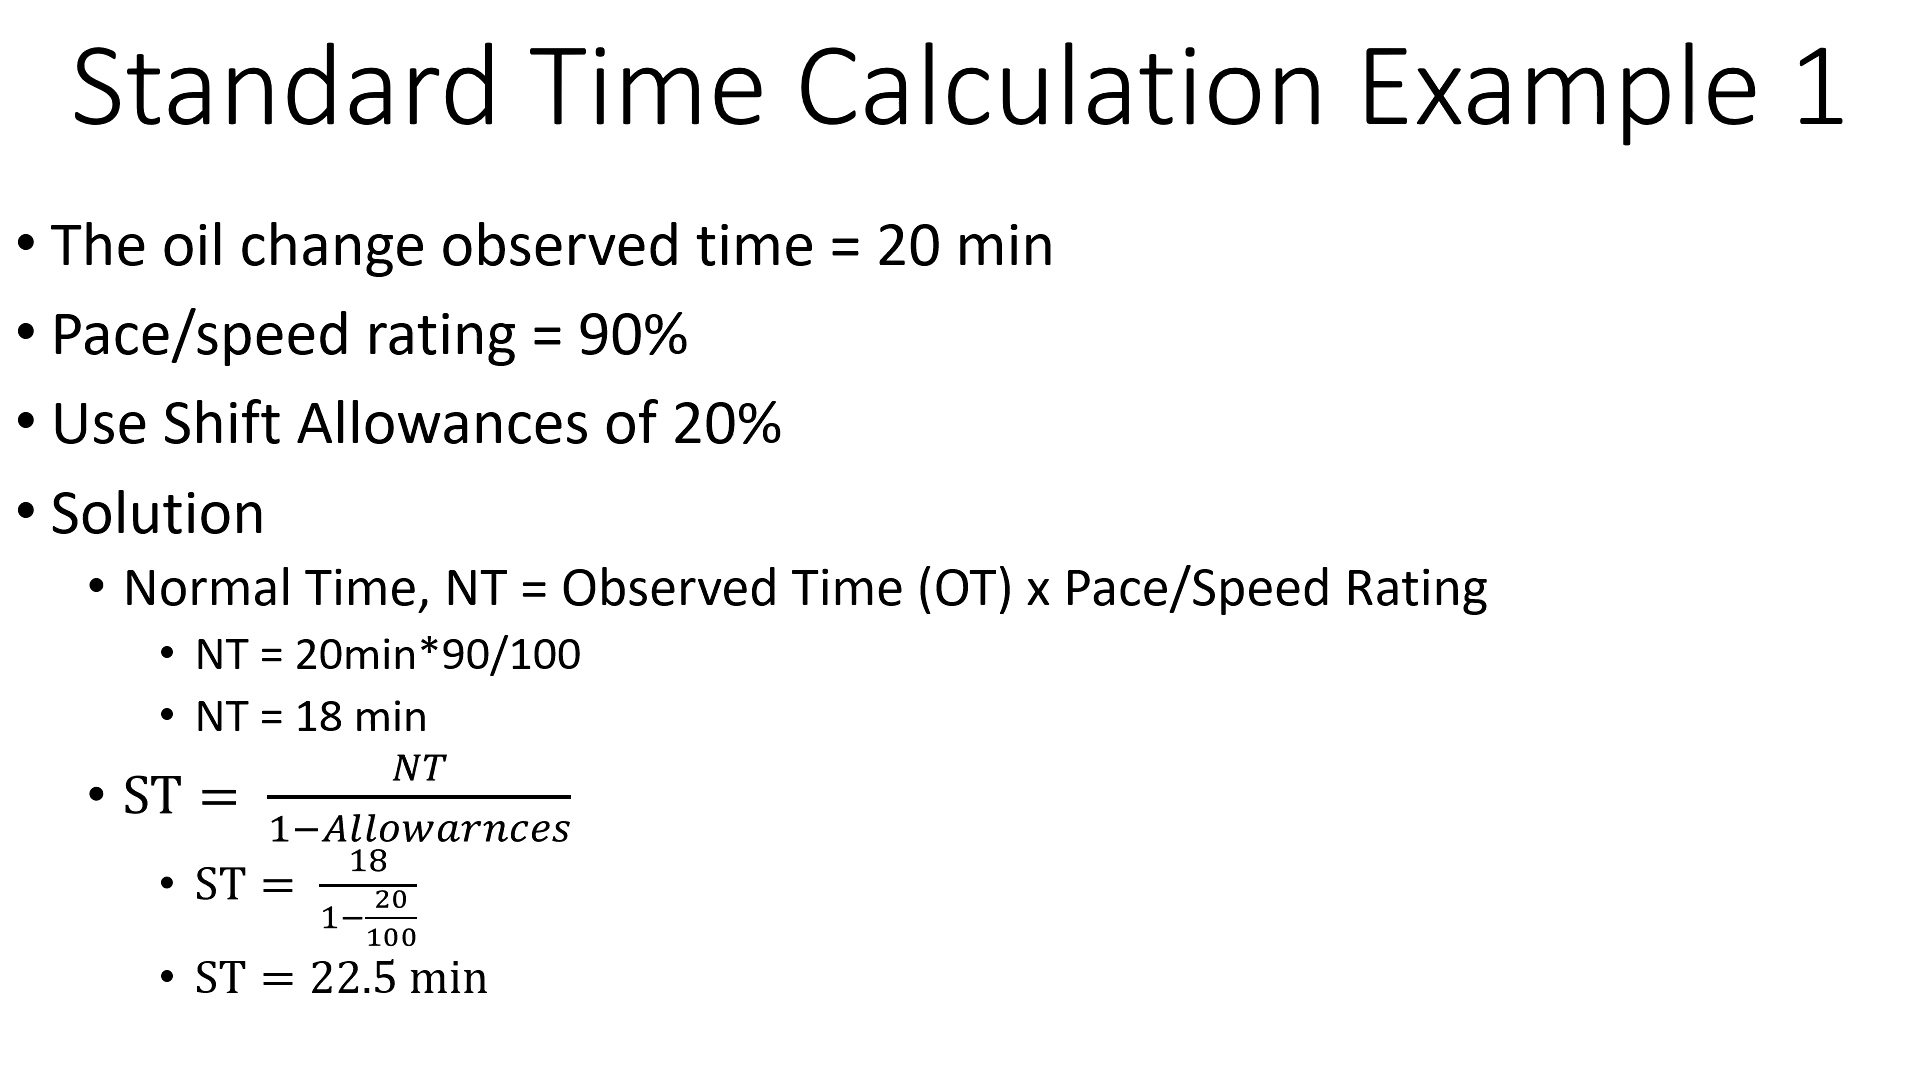 Standard Time Calculation Example 1
• The oil change observed time = 20 min
• Pace/speed rating = 90%
• Use Shift Allowances of 20%
• Solution
• Normal Time, NT = Observed Time (OT) x Pace/Speed Rating
• NT = 20min*90/100
• NT = 18 min
• ST = NT / 1−Allowarnces
• ST = 18 / 1−20/100
• ST = 22.5 min